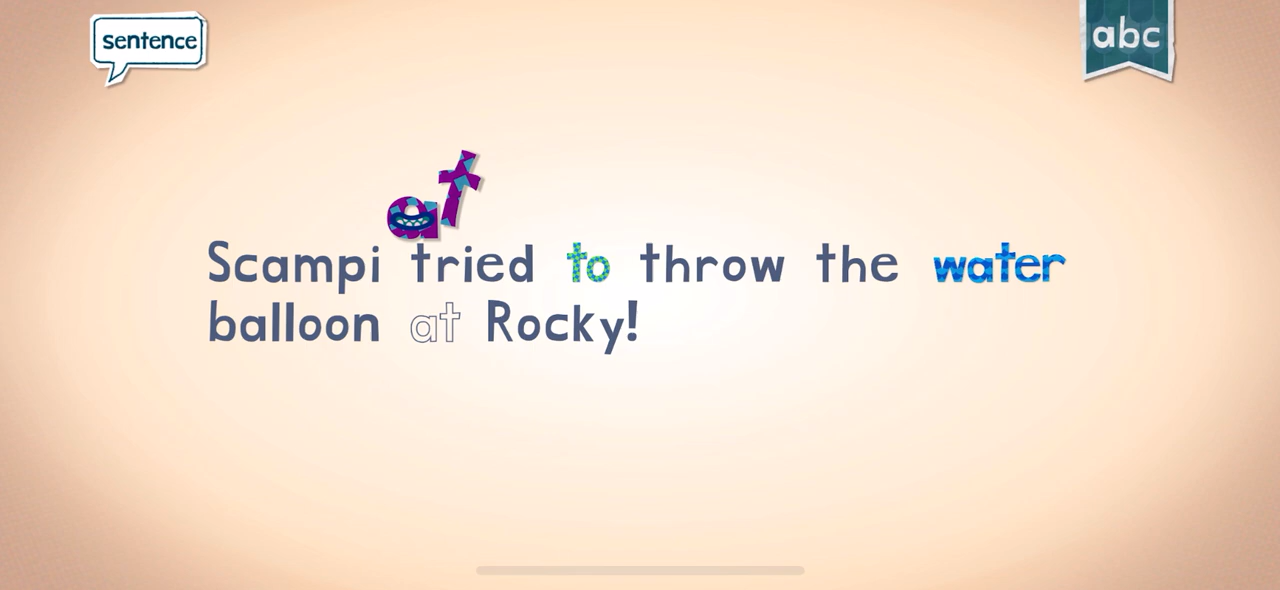 sentence
abc
at
Scampi tried to throw the water
balloon at Rocky!